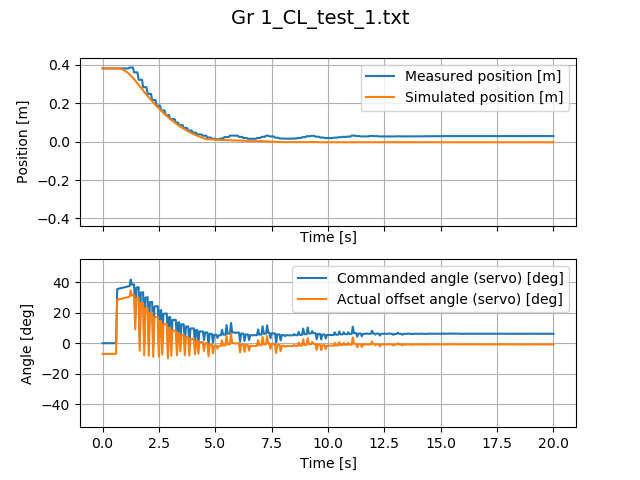 Gr 1_CL_test_1.txt
0.4
0.2
0.0
−0.2
−0.4
Position [m]
Measured position [m]
Simulated position [m]
Time [s]
40
20
0
−20
−40
Angle [deg]
Commanded angle (servo) [deg]
Actual offset angle (servo) [deg]
0.0 2.5 5.0 7.5 10.0 12.5 15.0 17.5 20.0
Time [s]